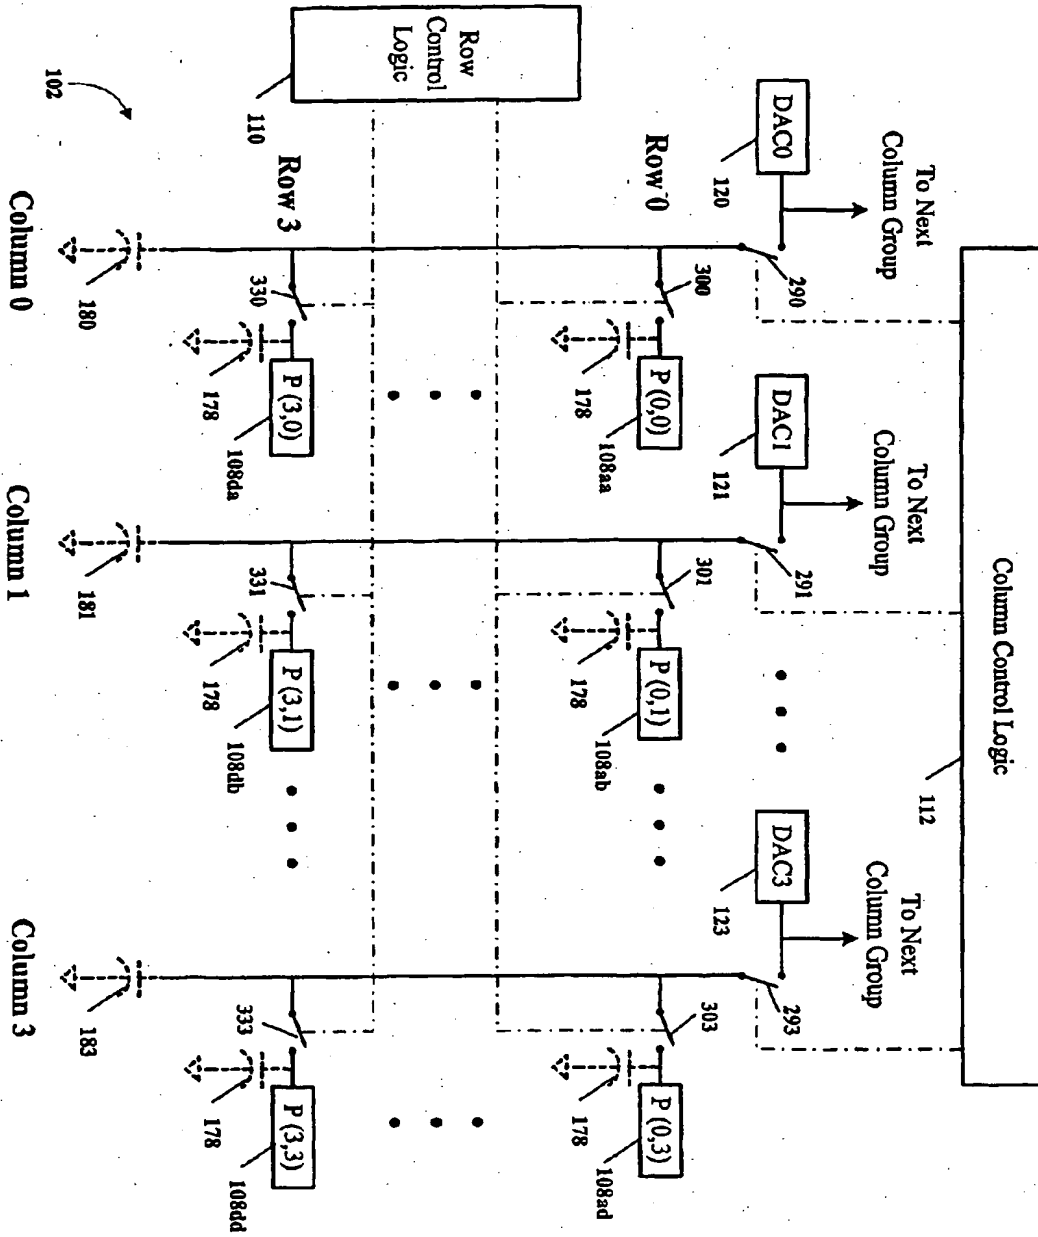 Column Control Logic
112
To Next
Column Group
To Next
Column Group
To Next
Column Group
DAC0
120
290
DAC1
121
291
DAC3
123
293
Row 0
300
P (0,0)
178
108aa
301
P (0,1)
178
108ab
303
P (0,3)
178
108ad
Row
Control
Logic
110
Row 3
330
P (3,0)
178
108da
331
P (3,1)
178
108db
333
P (3,3)
178
108dd
102
180
181
183
Column 0
Column 1
Column 3